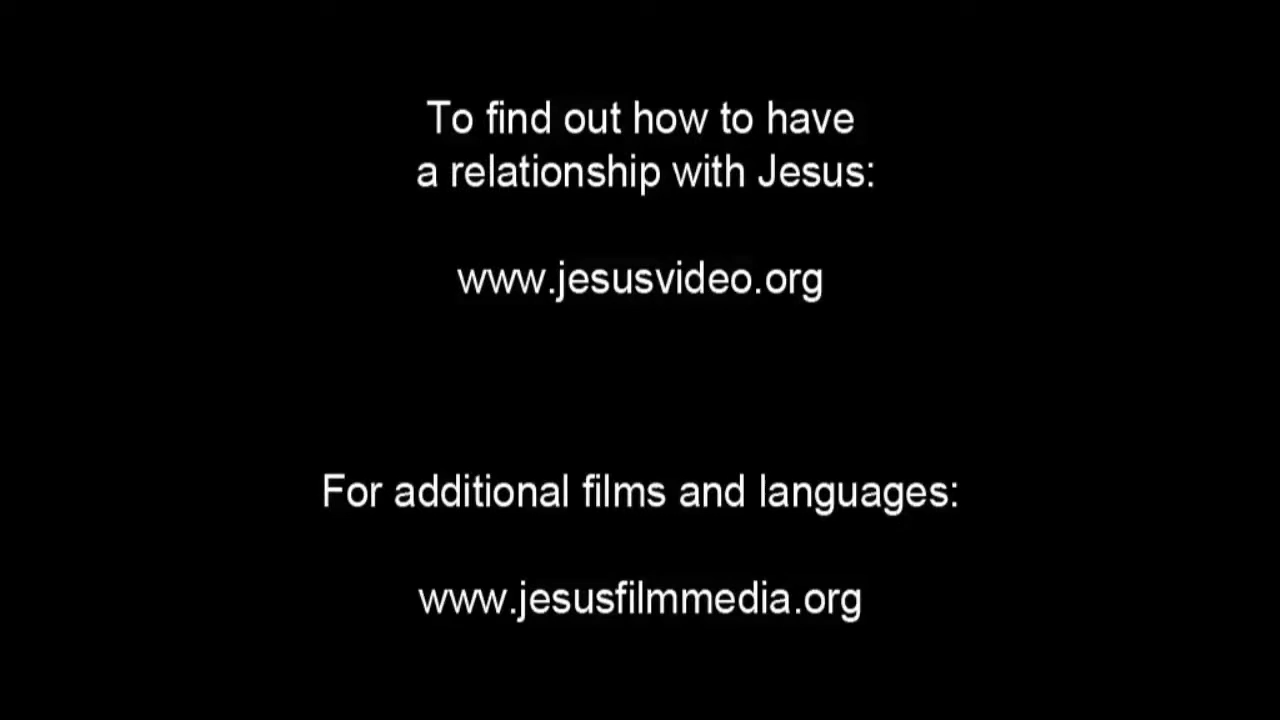 To find out how to have
a relationship with Jesus:
www.jesusvideo.org
For additional films and languages:
www.jesusfilmmedia.org